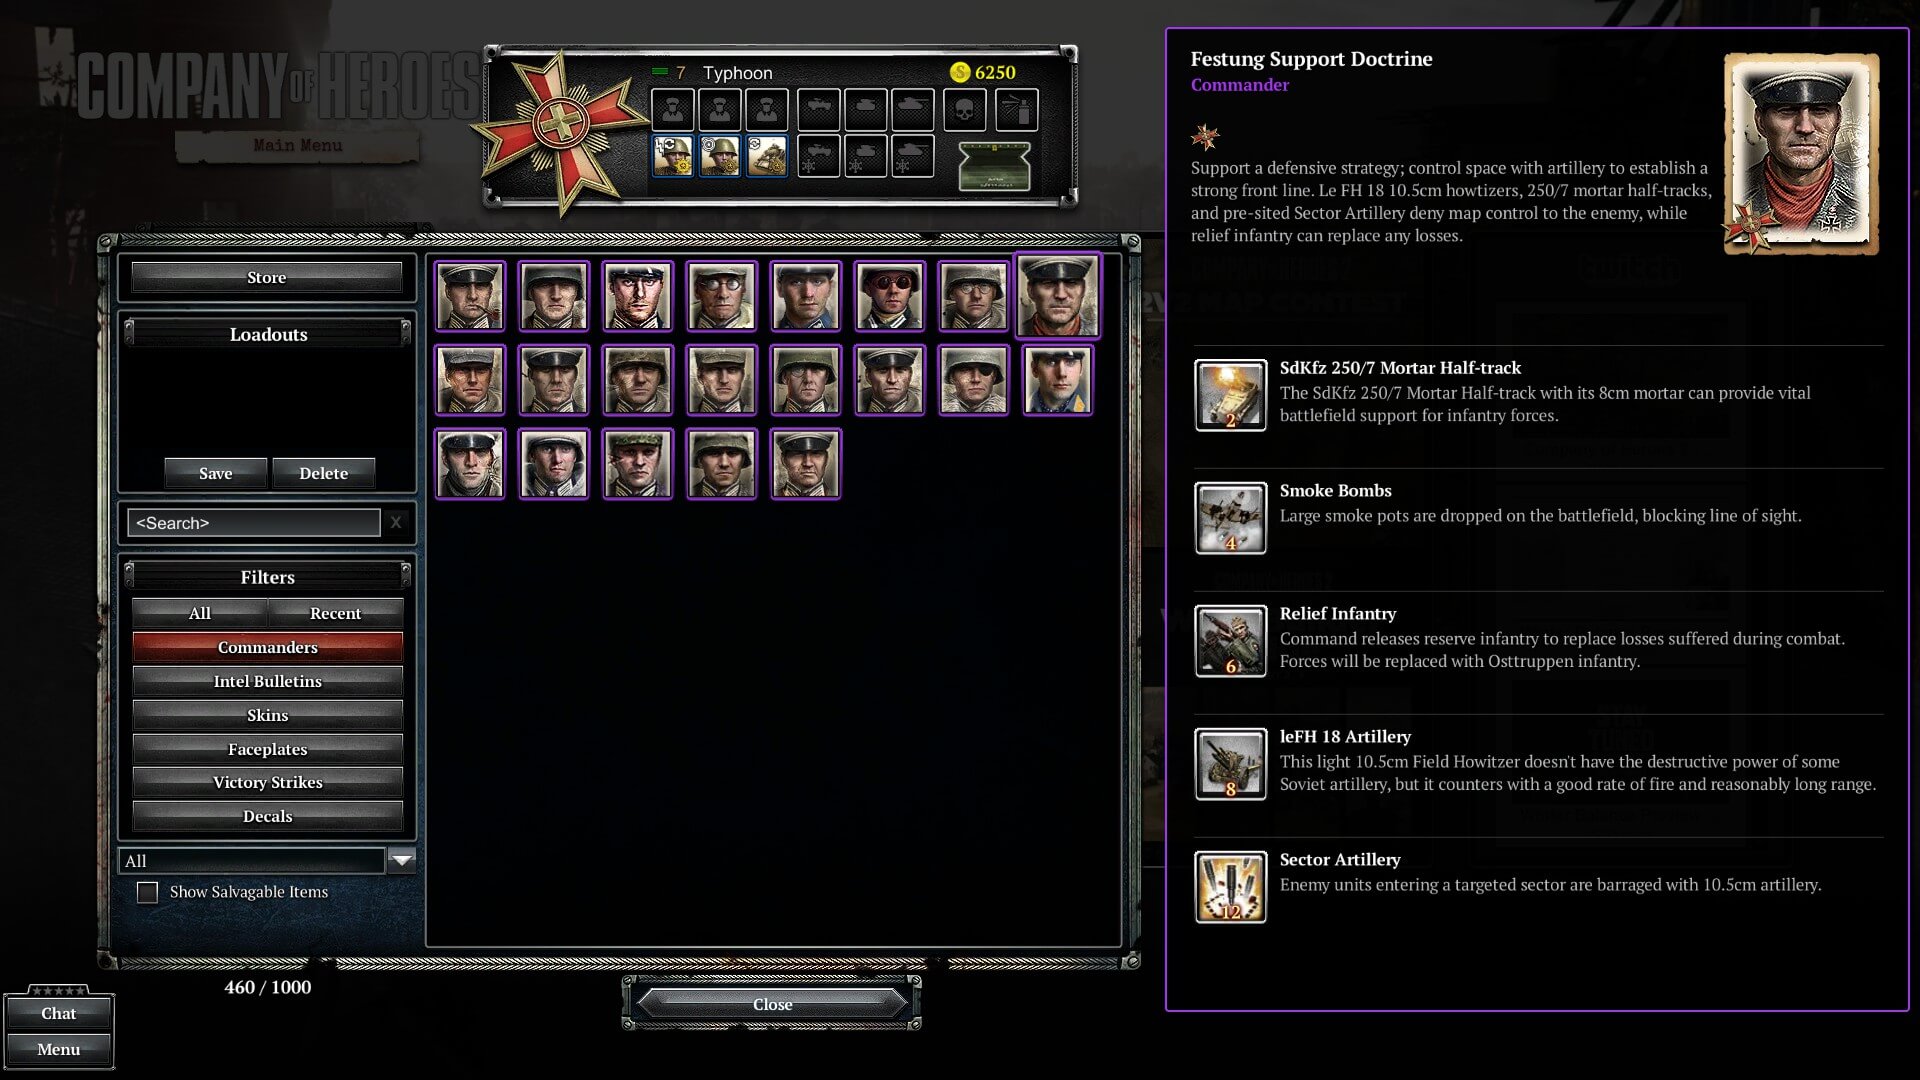 COMPANY OF HEROES
Main Menu
7 Typhoon
6250
Store
Loadouts
Save
Delete
<Search>
X
Filters
All
Recent
Commanders
Intel Bulletins
Skins
Faceplates
Victory Strikes
Decals
All
Show Salvagable Items
460 / 1000
Close
Chat
Menu
Festung Support Doctrine
Commander
Support a defensive strategy; control space with artillery to establish a
strong front line. Le FH 18 10.5cm howtizers, 250/7 mortar half-tracks,
and pre-sited Sector Artillery deny map control to the enemy, while
relief infantry can replace any losses.
SdKfz 250/7 Mortar Half-track
The SdKfz 250/7 Mortar Half-track with its 8cm mortar can provide vital
battlefield support for infantry forces.
2
Smoke Bombs
Large smoke pots are dropped on the battlefield, blocking line of sight.
4
Relief Infantry
Command releases reserve infantry to replace losses suffered during combat.
Forces will be replaced with Osttruppen infantry.
6
leFH 18 Artillery
This light 10.5cm Field Howitzer doesn't have the destructive power of some
Soviet artillery, but it counters with a good rate of fire and reasonably long range.
8
Sector Artillery
Enemy units entering a targeted sector are barraged with 10.5cm artillery.
12